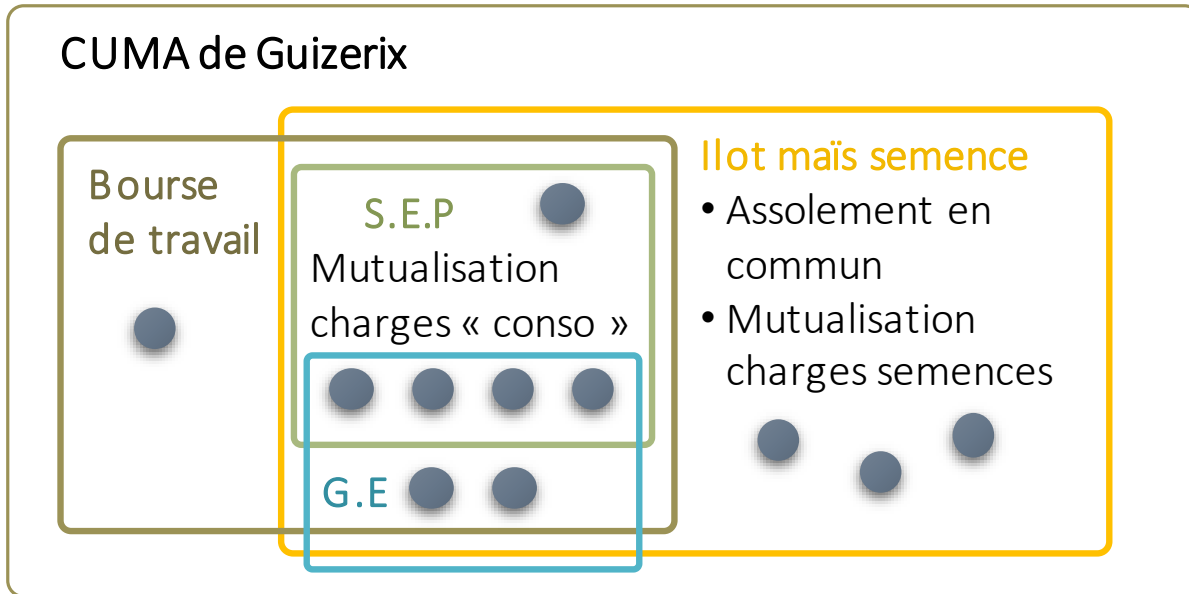 CUMA de Guizerix
Bourse
de travail
S.E.P
Mutualisation
charges « conso »
G.E
Ilot maïs semence
• Assolement en
commun
• Mutualisation
charges semences